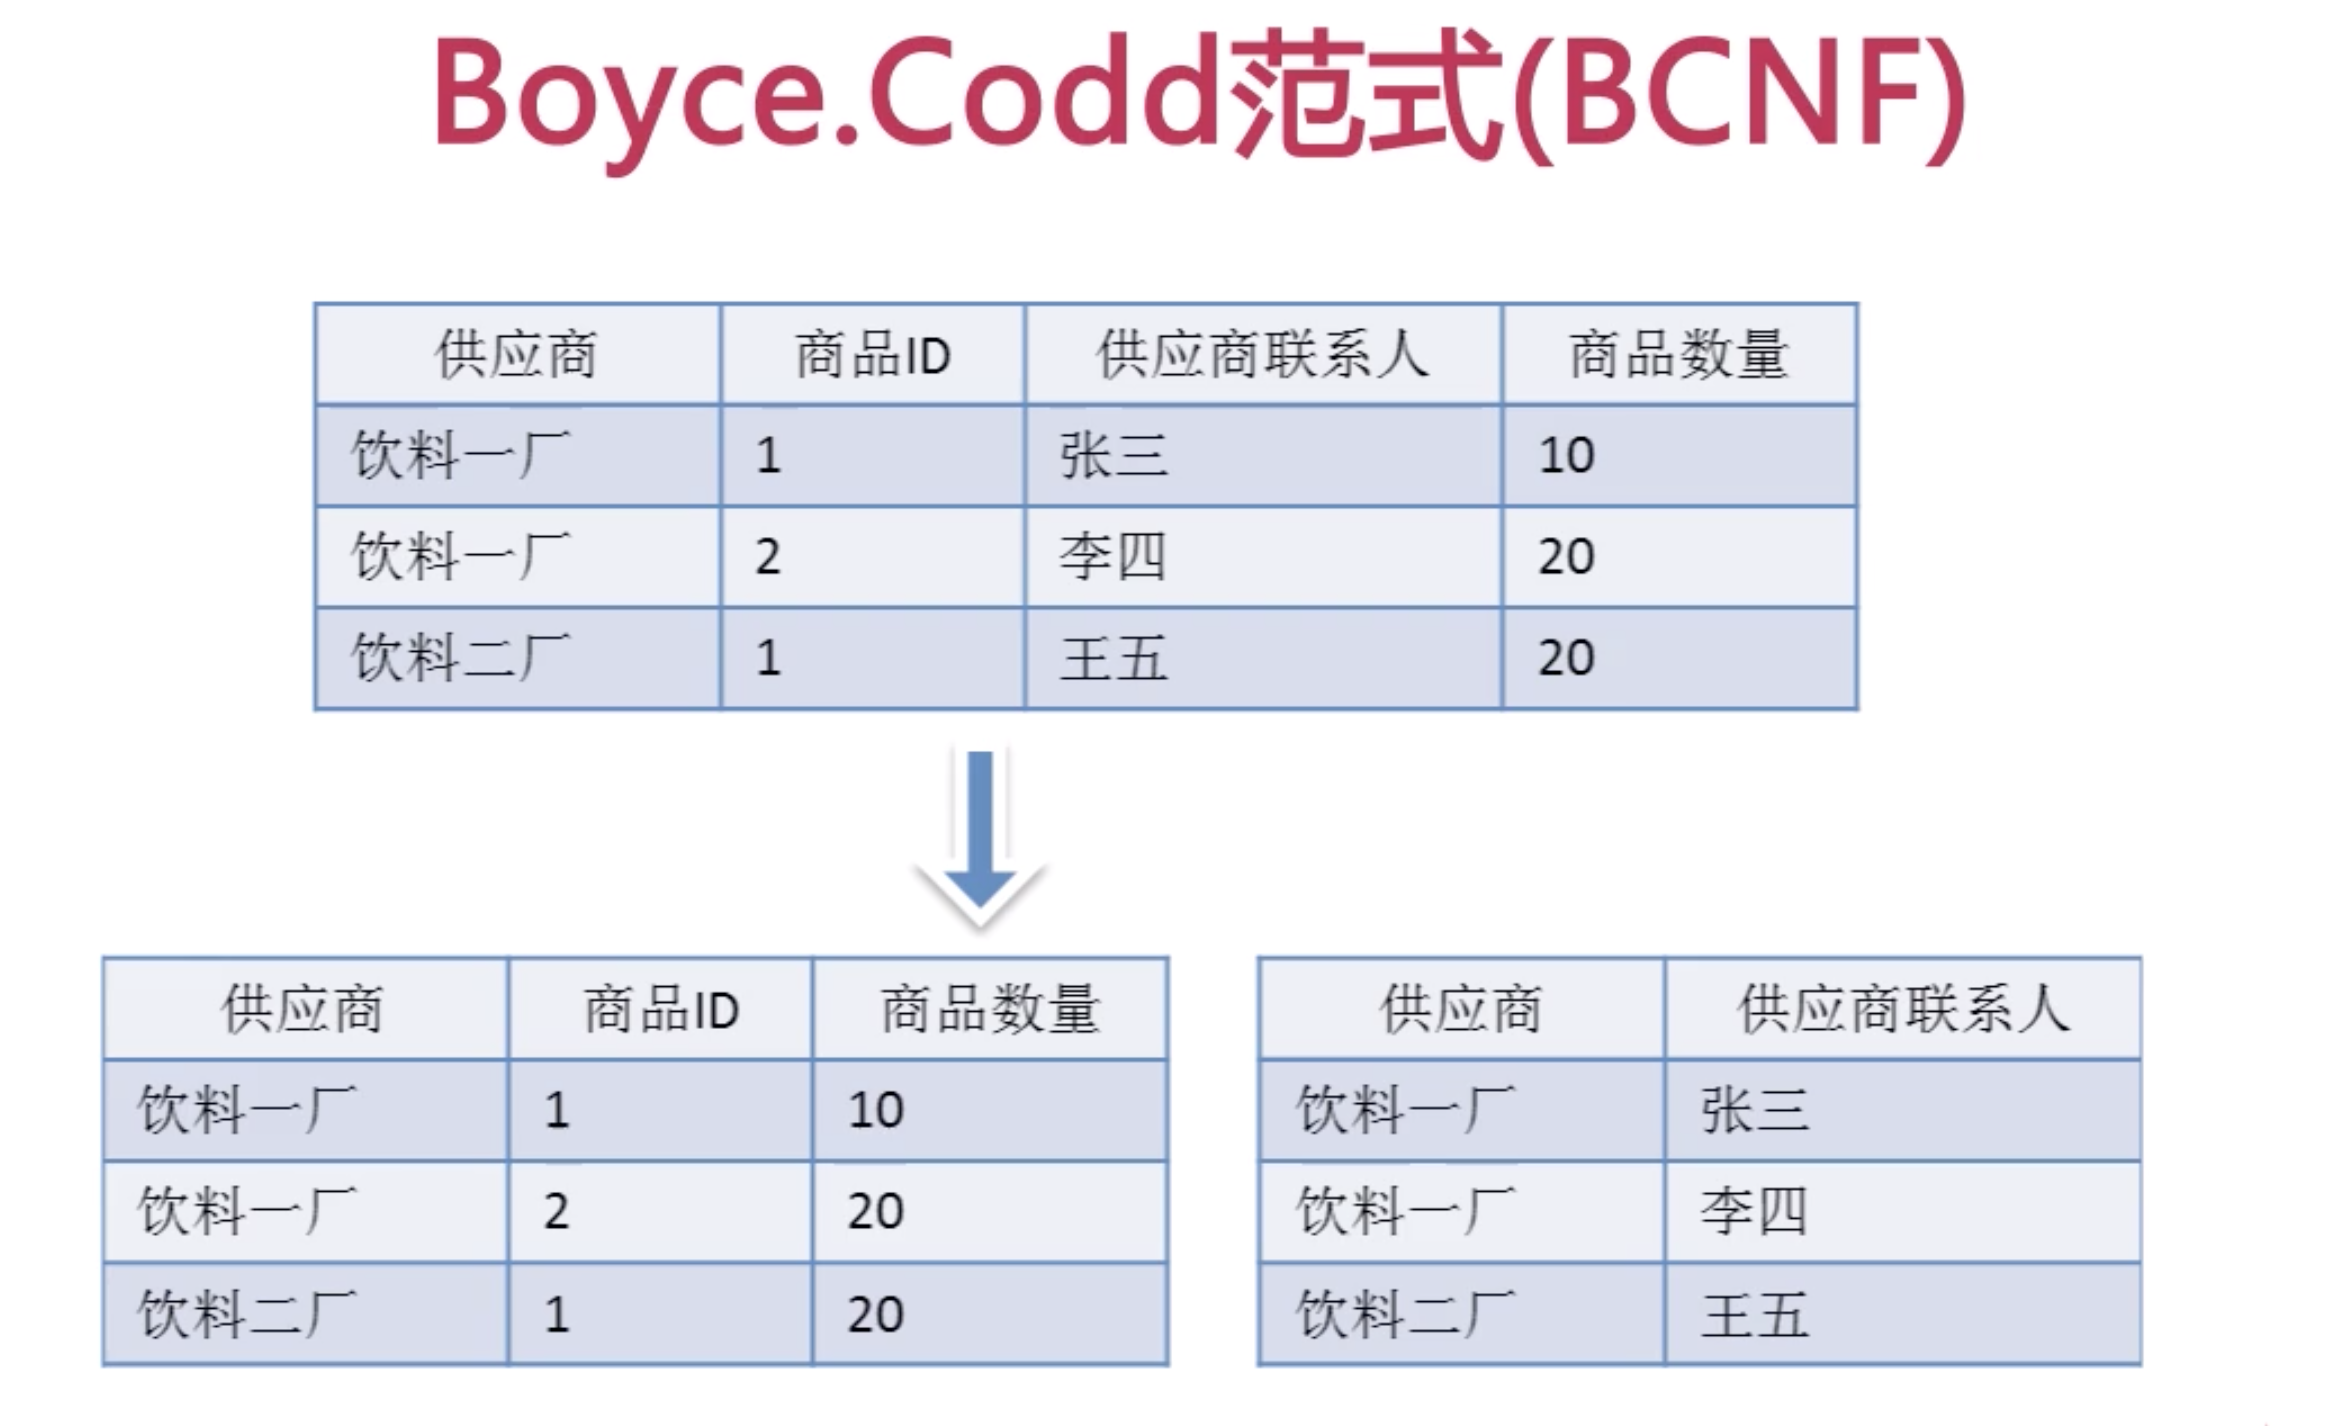 Boyce.Codd范式(BCNF)
供应商 商品ID 供应商联系人 商品数量
饮料一厂 1 张三 10
饮料一厂 2 李四 20
饮料二厂 1 王五 20
供应商 商品ID 商品数量
饮料一厂 1 10
饮料一厂 2 20
饮料二厂 1 20
供应商 供应商联系人
饮料一厂 张三
饮料一厂 李四
饮料二厂 王五